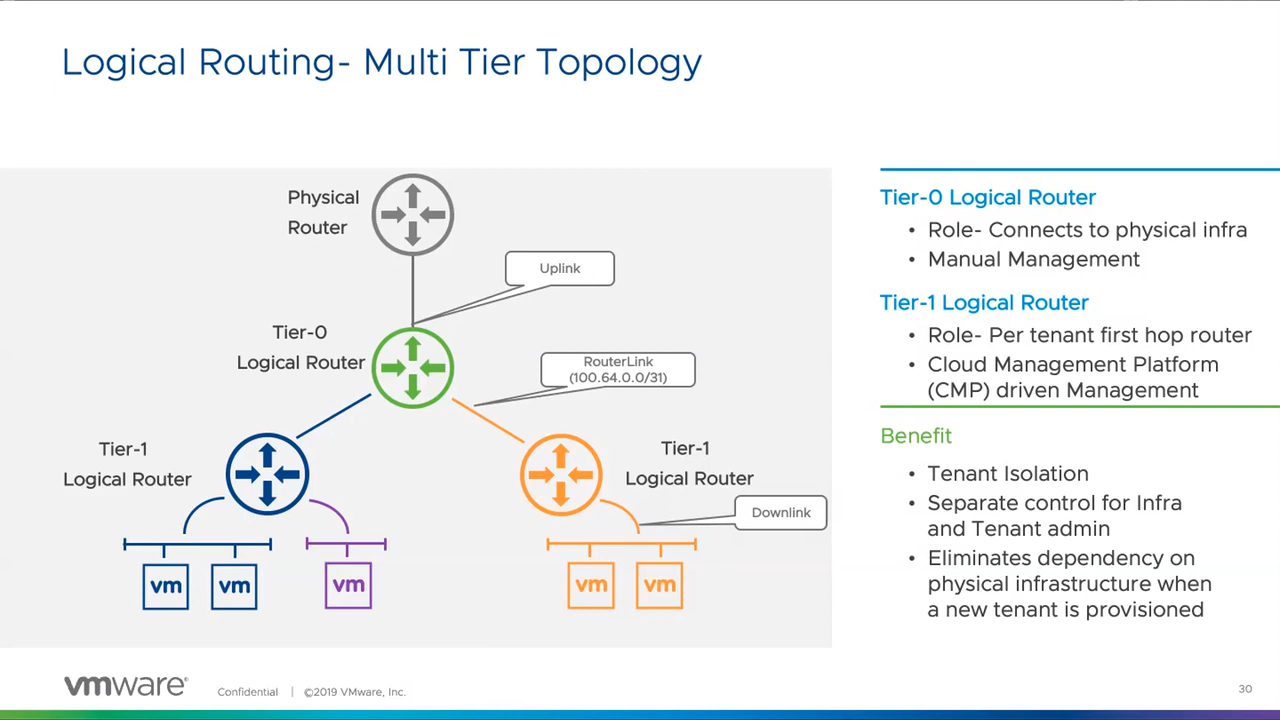 Logical Routing- Multi Tier Topology
Physical
Router
Uplink
Tier-0
Logical Router
RouterLink
(100.64.0.0/31)
Tier-1
Logical Router
Tier-1
Logical Router
Downlink
vm
vm
vm
vm
vm
Tier-0 Logical Router
• Role- Connects to physical infra
• Manual Management
Tier-1 Logical Router
• Role- Per tenant first hop router
• Cloud Management Platform
(CMP) driven Management
Benefit
• Tenant Isolation
• Separate control for Infra
and Tenant admin
• Eliminates dependency on
physical infrastructure when
a new tenant is provisioned
vmware®
Confidential | ©2019 VMware, Inc.
30